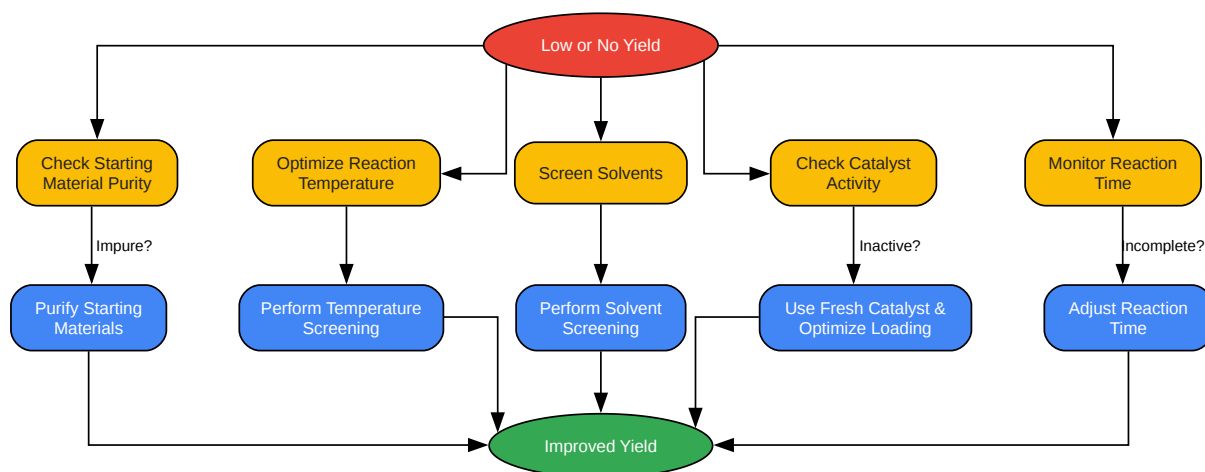 Low or No Yield
Check Starting
Material Purity
Optimize Reaction
Temperature
Screen Solvents
Check Catalyst
Activity
Monitor Reaction
Time
Impure?
Inactive?
Incomplete?
Purify Starting
Materials
Perform Temperature
Screening
Perform Solvent
Screening
Use Fresh Catalyst &
Optimize Loading
Adjust Reaction
Time
Improved Yield